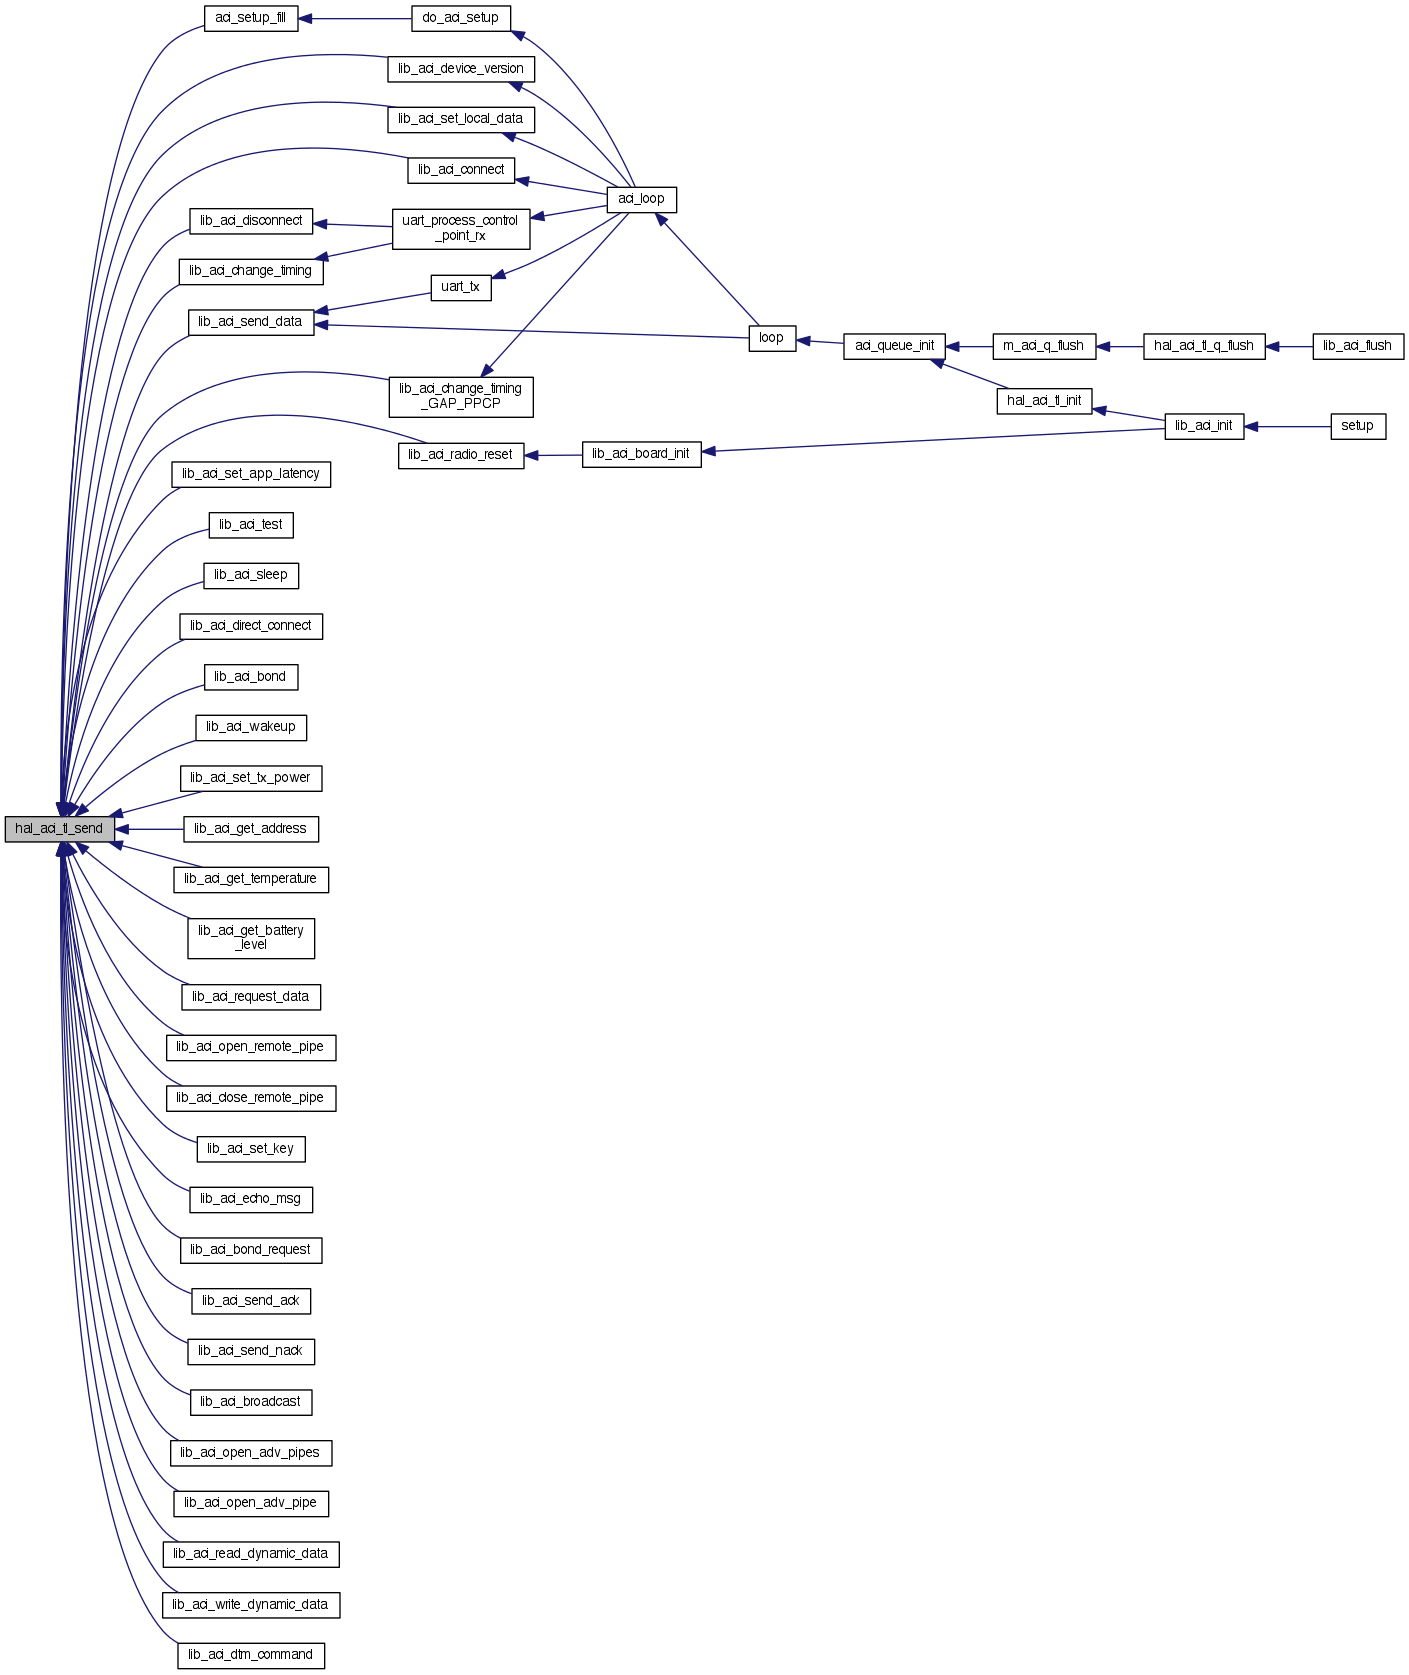 aci_setup_fill
do_aci_setup
lib_aci_device_version
lib_aci_set_local_data
lib_aci_connect
aci_loop
lib_aci_disconnect
uart_process_control
_point_rx
lib_aci_change_timing
uart_tx
lib_aci_send_data
loop
aci_queue_init
m_aci_q_flush
hal_aci_tl_q_flush
lib_aci_flush
lib_aci_change_timing
_GAP_PPCP
hal_aci_tl_init
lib_aci_init
setup
lib_aci_radio_reset
lib_aci_board_init
lib_aci_set_app_latency
lib_aci_test
lib_aci_sleep
lib_aci_direct_connect
lib_aci_bond
lib_aci_wakeup
lib_aci_set_tx_power
hal_aci_tl_send
lib_aci_get_address
lib_aci_get_temperature
lib_aci_get_battery
_level
lib_aci_request_data
lib_aci_open_remote_pipe
lib_aci_close_remote_pipe
lib_aci_set_key
lib_aci_echo_msg
lib_aci_bond_request
lib_aci_send_ack
lib_aci_send_nack
lib_aci_broadcast
lib_aci_open_adv_pipes
lib_aci_open_adv_pipe
lib_aci_read_dynamic_data
lib_aci_write_dynamic_data
lib_aci_dtm_command